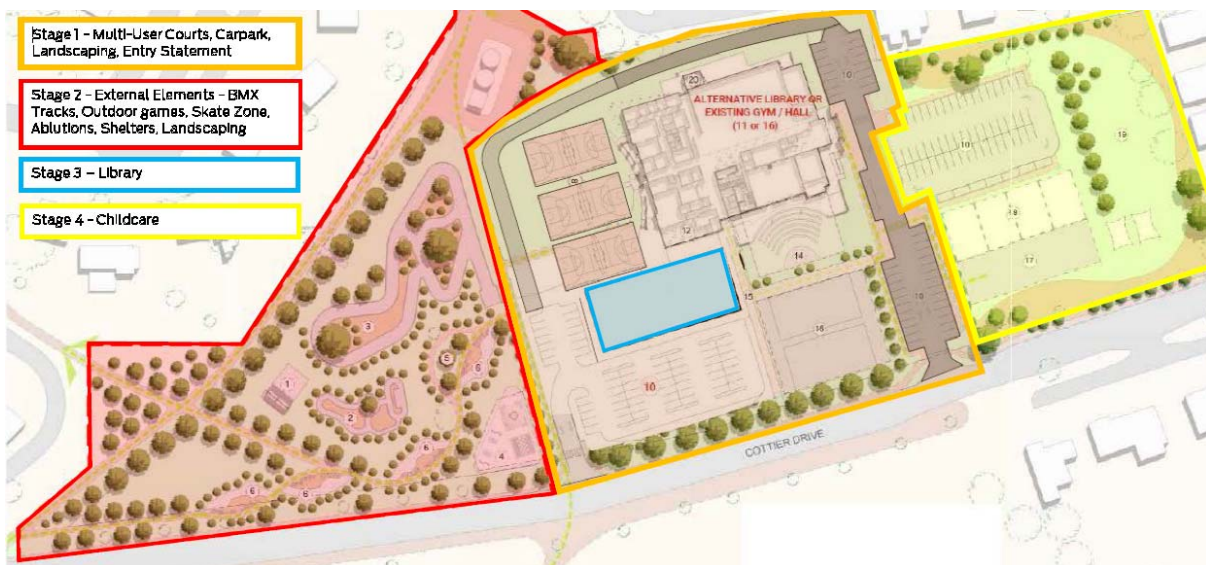 Stage 1 – Multi-User Courts, Carpark,
Landscaping, Entry Statement
Stage 2 – External Elements – BMX
Tracks, Outdoor games, Skate Zone,
Ablutions, Shelters, Landscaping
Stage 3 – Library
Stage 4 – Childcare
20
10
ALTERNATIVE LIBRARY OR
EXISTING GYM / HALL
(11 or 16)
19
10
8
18
12
14
17
15
10
3
16
5
6
1
10
2
4
6
6
6
COTTIER DRIVE